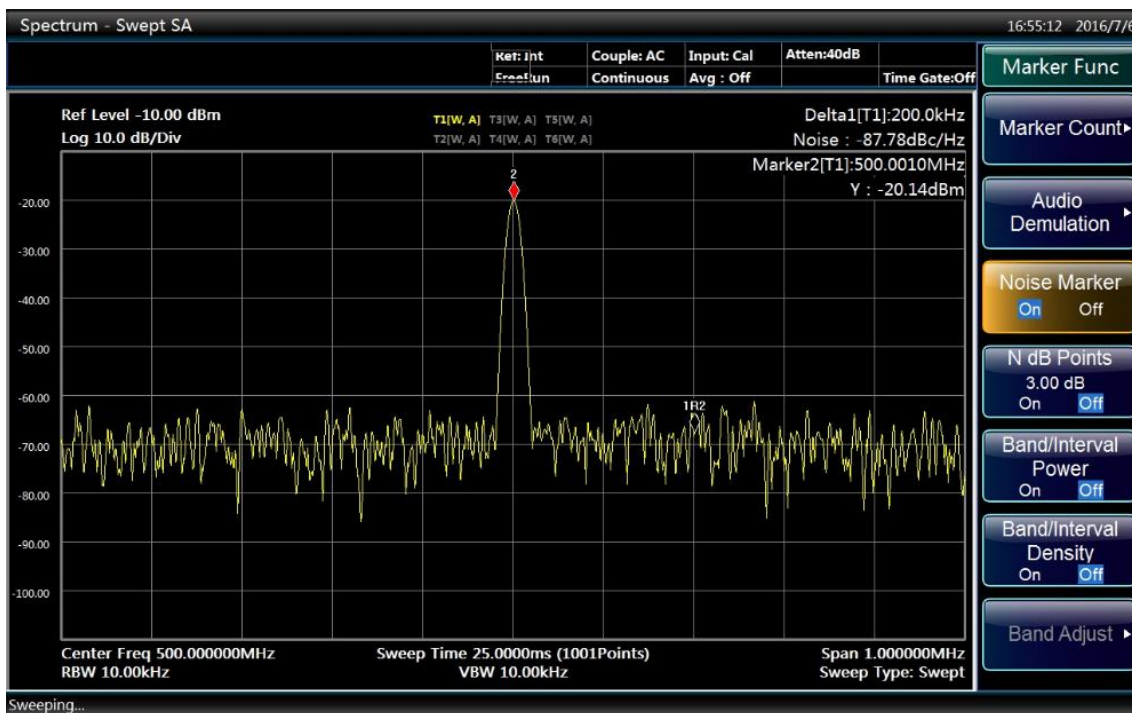 Spectrum - Swept SA
16:55:12 2016/7/6
Ref: Int Couple: AC Input: Cal Atten:40dB
FreeRun Continuous Avg : Off Time Gate:Off
Marker Func
Ref Level -10.00 dBm
Log 10.0 dB/Div
T1[W, A] T3[W, A] T5[W, A]
T2[W, A] T4[W, A] T6[W, A]
Delta1[T1]:200.0kHz
Noise : -87.78dBc/Hz
Marker2[T1]:500.0010MHz
Y : -20.14dBm
2
1R2
-20.00
-30.00
-40.00
-50.00
-60.00
-70.00
-80.00
-90.00
-100.00
Center Freq 500.000000MHz
RBW 10.00kHz
Sweep Time 25.0000ms (1001Points)
VBW 10.00kHz
Span 1.000000MHz
Sweep Type: Swept
Marker Count
Audio
Demulation
Noise Marker
On Off
N dB Points
3.00 dB
On Off
Band/Interval
Power
On Off
Band/Interval
Density
On Off
Band Adjust
Sweeping...